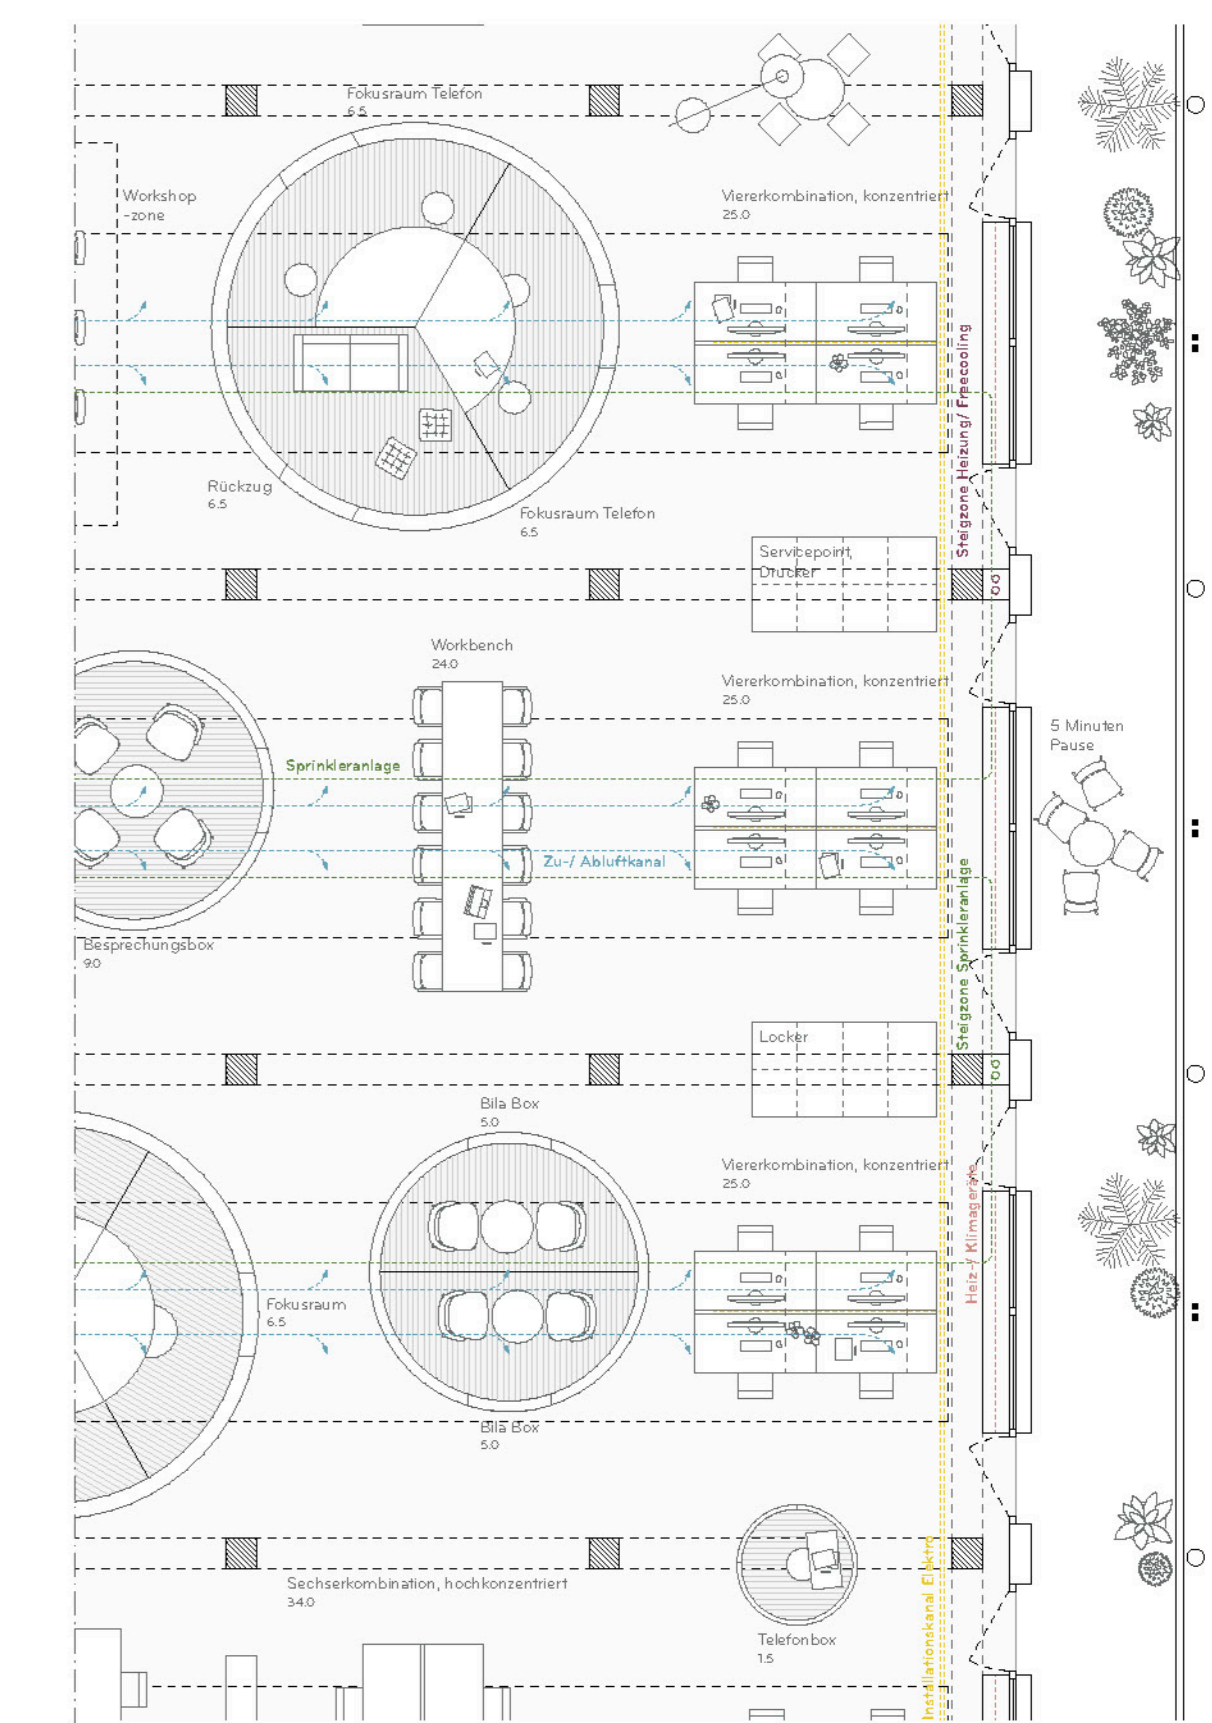 Fokusraum Telefon
6.5
Workshop
-zone
Viererkombination, konzentriert
25.0
Steigzone Heizung/ Freecooling
Rückzug
6.5
Fokusraum Telefon
6.5
Servicepoint,
Drucker
Workbench
24.0
Viererkombination, konzentriert
25.0
5 Minuten
Pause
Sprinkleranlage
Zu-/ Abluftkanal
Steigzone Sprinkleranlage
Besprechungsbox
9.0
Locker
Bila Box
5.0
Viererkombination, konzentriert
25.0
Heiz-/ Klimageräte
Fokusraum
6.5
Bila Box
5.0
Installationskanal Elektro
Sechserkombination, hochkonzentriert
34.0
Telefonbox
1.5